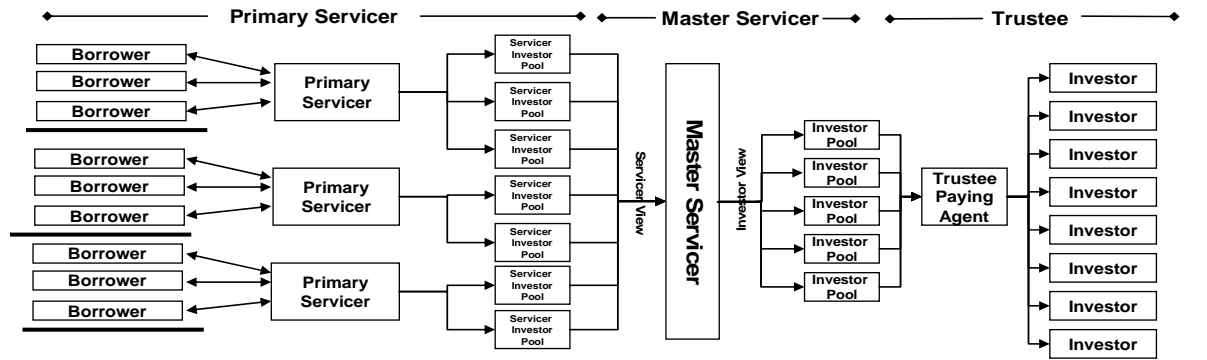 Primary Servicer
Master Servicer
Trustee
Borrower
Borrower
Borrower
Borrower
Borrower
Borrower
Borrower
Borrower
Borrower
Primary
Servicer
Primary
Servicer
Primary
Servicer
Servicer
Investor
Pool
Servicer
Investor
Pool
Servicer
Investor
Pool
Servicer
Investor
Pool
Servicer
Investor
Pool
Servicer
Investor
Pool
Servicer
Investor
Pool
Servicer View
Master Servicer
Investor View
Investor
Pool
Investor
Pool
Investor
Pool
Investor
Pool
Investor
Pool
Trustee
Paying
Agent
Investor
Investor
Investor
Investor
Investor
Investor
Investor
Investor